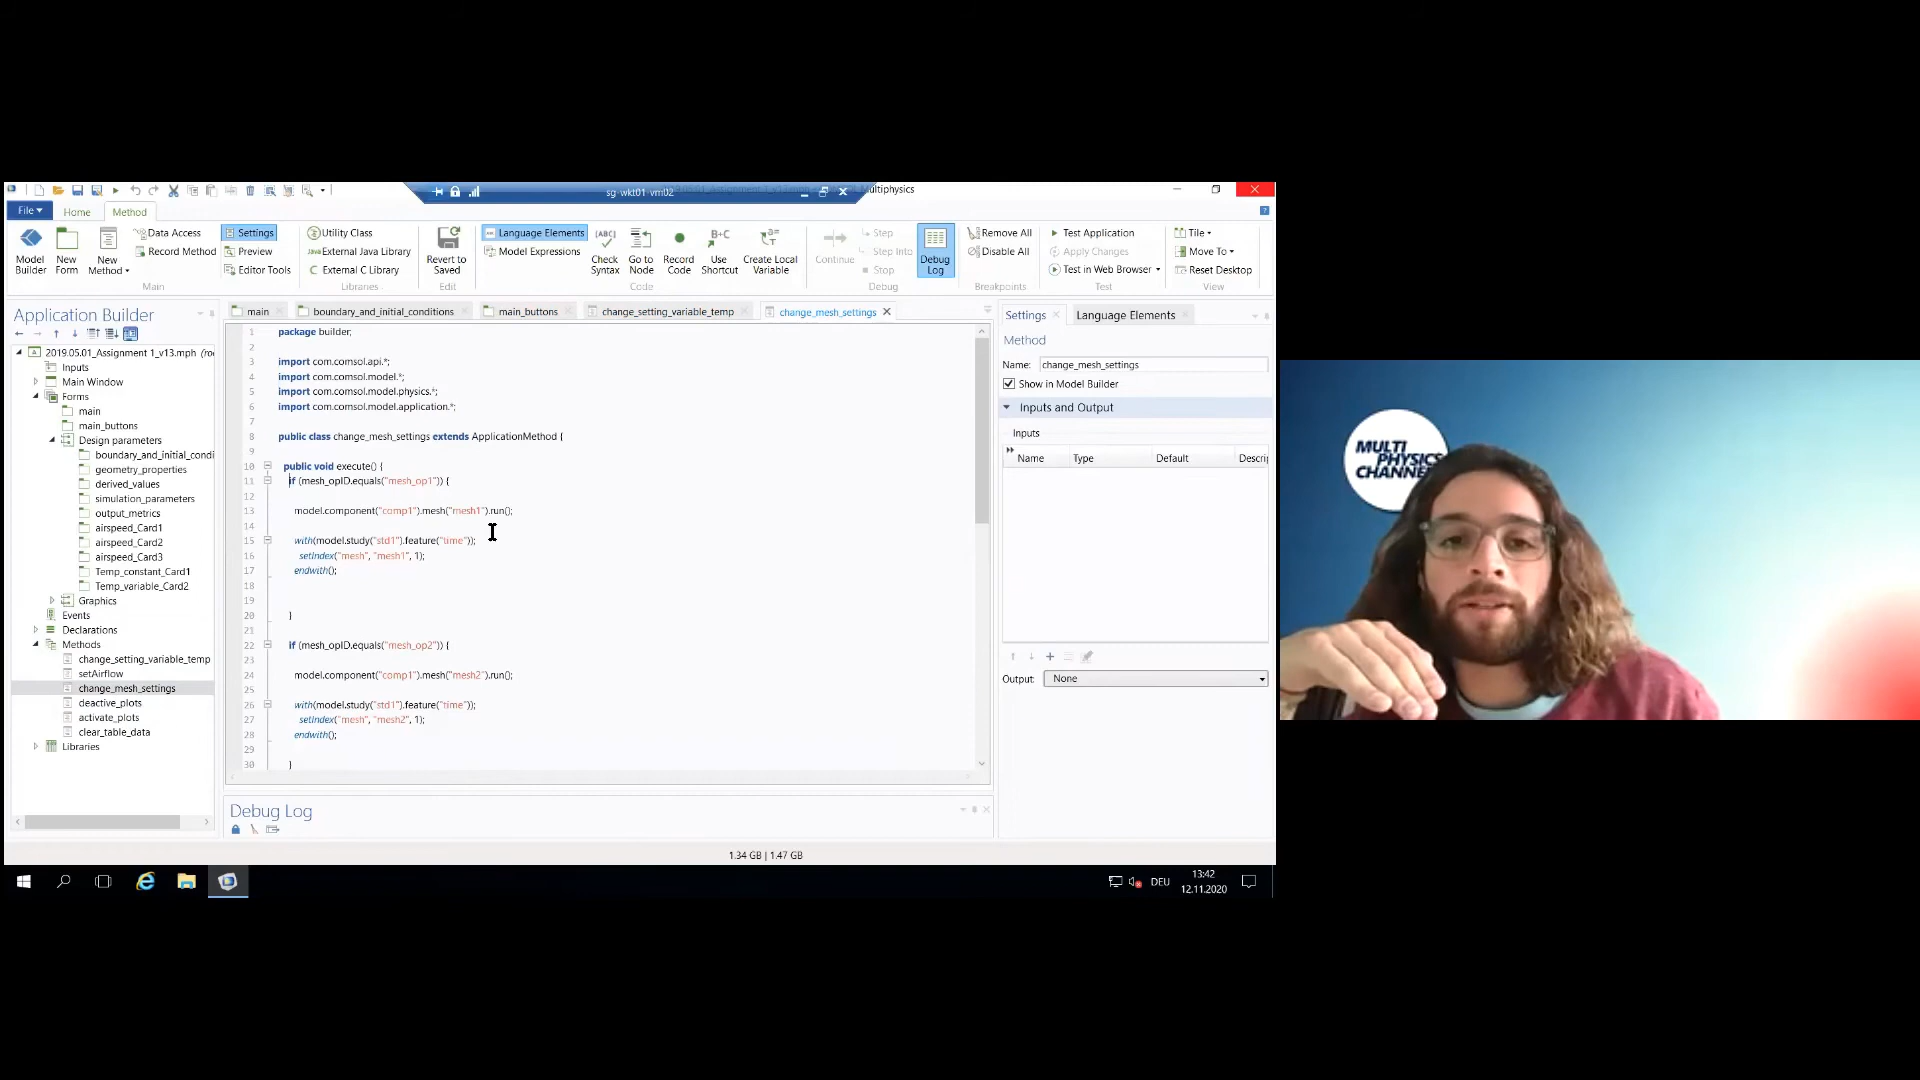 sg-wkt01-vm02
Multiphysics
File
Home
Method
Model Builder
New Form
New Method
Data Access
Record Method
Settings
Preview
Editor Tools
Main
Utility Class
External Java Library
External C Library
Libraries
Revert to Saved
Edit
Language Elements
Model Expressions
Check Syntax
Go to Node
Record Code
Use Shortcut
Create Local Variable
Code
Continue
Step
Step Into
Stop
Debug
Debug Log
Remove All
Disable All
Breakpoints
Test Application
Apply Changes
Test in Web Browser
Test
Tile
Move To
Reset Desktop
View
Application Builder
2019.05.01_Assignment 1_v13.mph (ro
Inputs
Main Window
Forms
main
main_buttons
Design parameters
boundary_and_initial_condi
geometry_properties
derived_values
simulation_parameters
output_metrics
airspeed_Card1
airspeed_Card2
airspeed_Card3
Temp_constant_Card1
Temp_variable_Card2
Graphics
Events
Declarations
Methods
change_setting_variable_temp
setAirflow
change_mesh_settings
deactive_plots
activate_plots
clear_table_data
Libraries
main
boundary_and_initial_conditions
main_buttons
change_setting_variable_temp
change_mesh_settings
1 package builder;
2
3 import com.comsol.api.*;
4 import com.comsol.model.*;
5 import com.comsol.model.physics.*;
6 import com.comsol.model.application.*;
7
8 public class change_mesh_settings extends ApplicationMethod {
9
10 public void execute() {
11 if (mesh_opID.equals("mesh_op1")) {
12
13 model.component("comp1").mesh("mesh1").run();
14
15 with(model.study("std1").feature("time"));
16 setIndex("mesh", "mesh1", 1);
17 endwith();
18
19
20 }
21
22 if (mesh_opID.equals("mesh_op2")) {
23
24 model.component("comp1").mesh("mesh2").run();
25
26 with(model.study("std1").feature("time"));
27 setIndex("mesh", "mesh2", 1);
28 endwith();
29
30 }
Debug Log
Settings
Language Elements
Method
Name: change_mesh_settings
Show in Model Builder
Inputs and Output
Inputs
Name Type Default Descrip
Output: None
1.34 GB | 1.47 GB
DEU
13:42
12.11.2020
MULTI
PHYSICS
CHANNEL